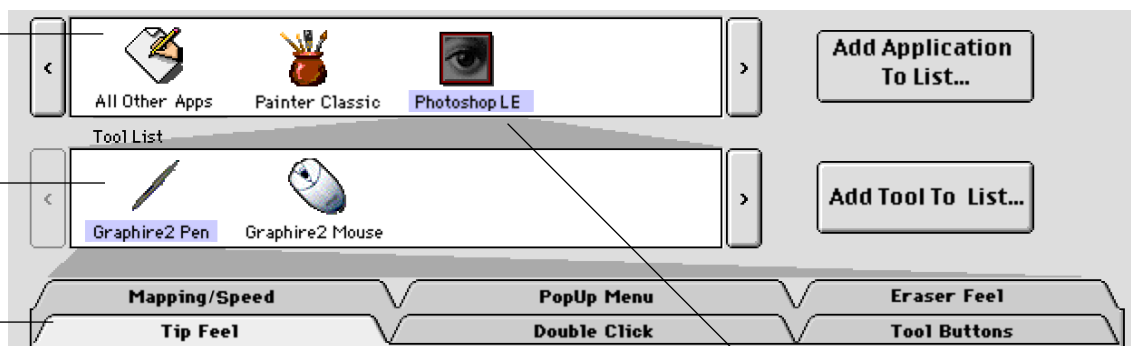 All Other Apps
Painter Classic
Photoshop LE
Add Application
To List...
Tool List
Graphire2 Pen
Graphire2 Mouse
Add Tool To List...
Mapping/Speed
PopUp Menu
Eraser Feel
Tip Feel
Double Click
Tool Buttons